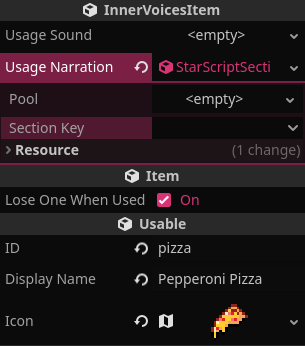 InnerVoicesItem
Usage Sound <empty>
Usage Narration StarScriptSecti
Pool <empty>
Section Key
Resource (1 change)
Item
Lose One When Used On
Usable
ID pizza
Display Name Pepperoni Pizza
Icon